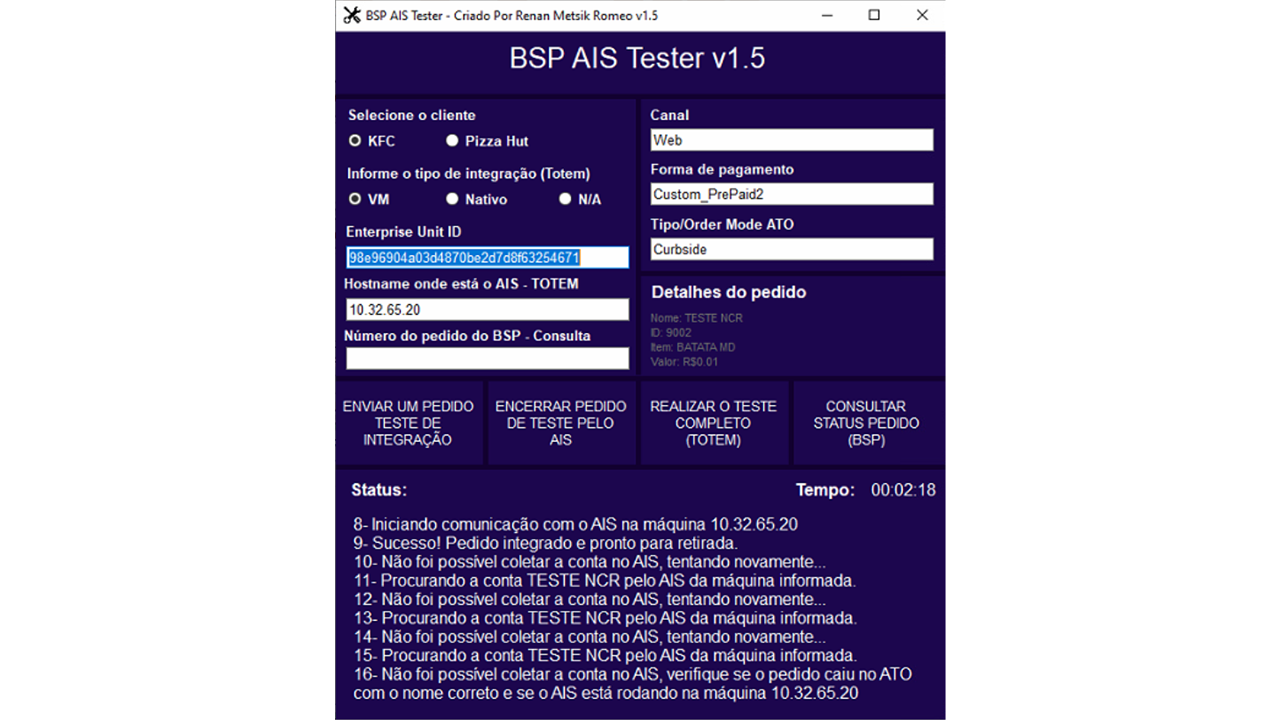 BSP AIS Tester - Criado Por Renan Metsik Romeo v1.5
BSP AIS Tester v1.5
Selecione o cliente
KFC
Pizza Hut
Informe o tipo de integração (Totem)
VM
Nativo
N/A
Enterprise Unit ID
98e96904a03d4870be2d7d8f63254671
Hostname onde está o AIS - TOTEM
10.32.65.20
Número do pedido do BSP - Consulta
Canal
Web
Forma de pagamento
Custom_PrePaid2
Tipo/Order Mode ATO
Curbside
Detalhes do pedido
Nome: TESTE NCR
ID: 9002
Item: BATATA MD
Valor: R$0.01
ENVIAR UM PEDIDO
TESTE DE
INTEGRAÇÃO
ENCERRAR PEDIDO
DE TESTE PELO
AIS
REALIZAR O TESTE
COMPLETO
(TOTEM)
CONSULTAR
STATUS PEDIDO
(BSP)
Status:
Tempo: 00:02:18
8- Iniciando comunicação com o AIS na máquina 10.32.65.20
9- Sucesso! Pedido integrado e pronto para retirada.
10- Não foi possível coletar a conta no AIS, tentando novamente...
11- Procurando a conta TESTE NCR pelo AIS da máquina informada.
12- Não foi possível coletar a conta no AIS, tentando novamente...
13- Procurando a conta TESTE NCR pelo AIS da máquina informada.
14- Não foi possível coletar a conta no AIS, tentando novamente...
15- Procurando a conta TESTE NCR pelo AIS da máquina informada.
16- Não foi possível coletar a conta no AIS, verifique se o pedido caiu no ATO
com o nome correto e se o AIS está rodando na máquina 10.32.65.20